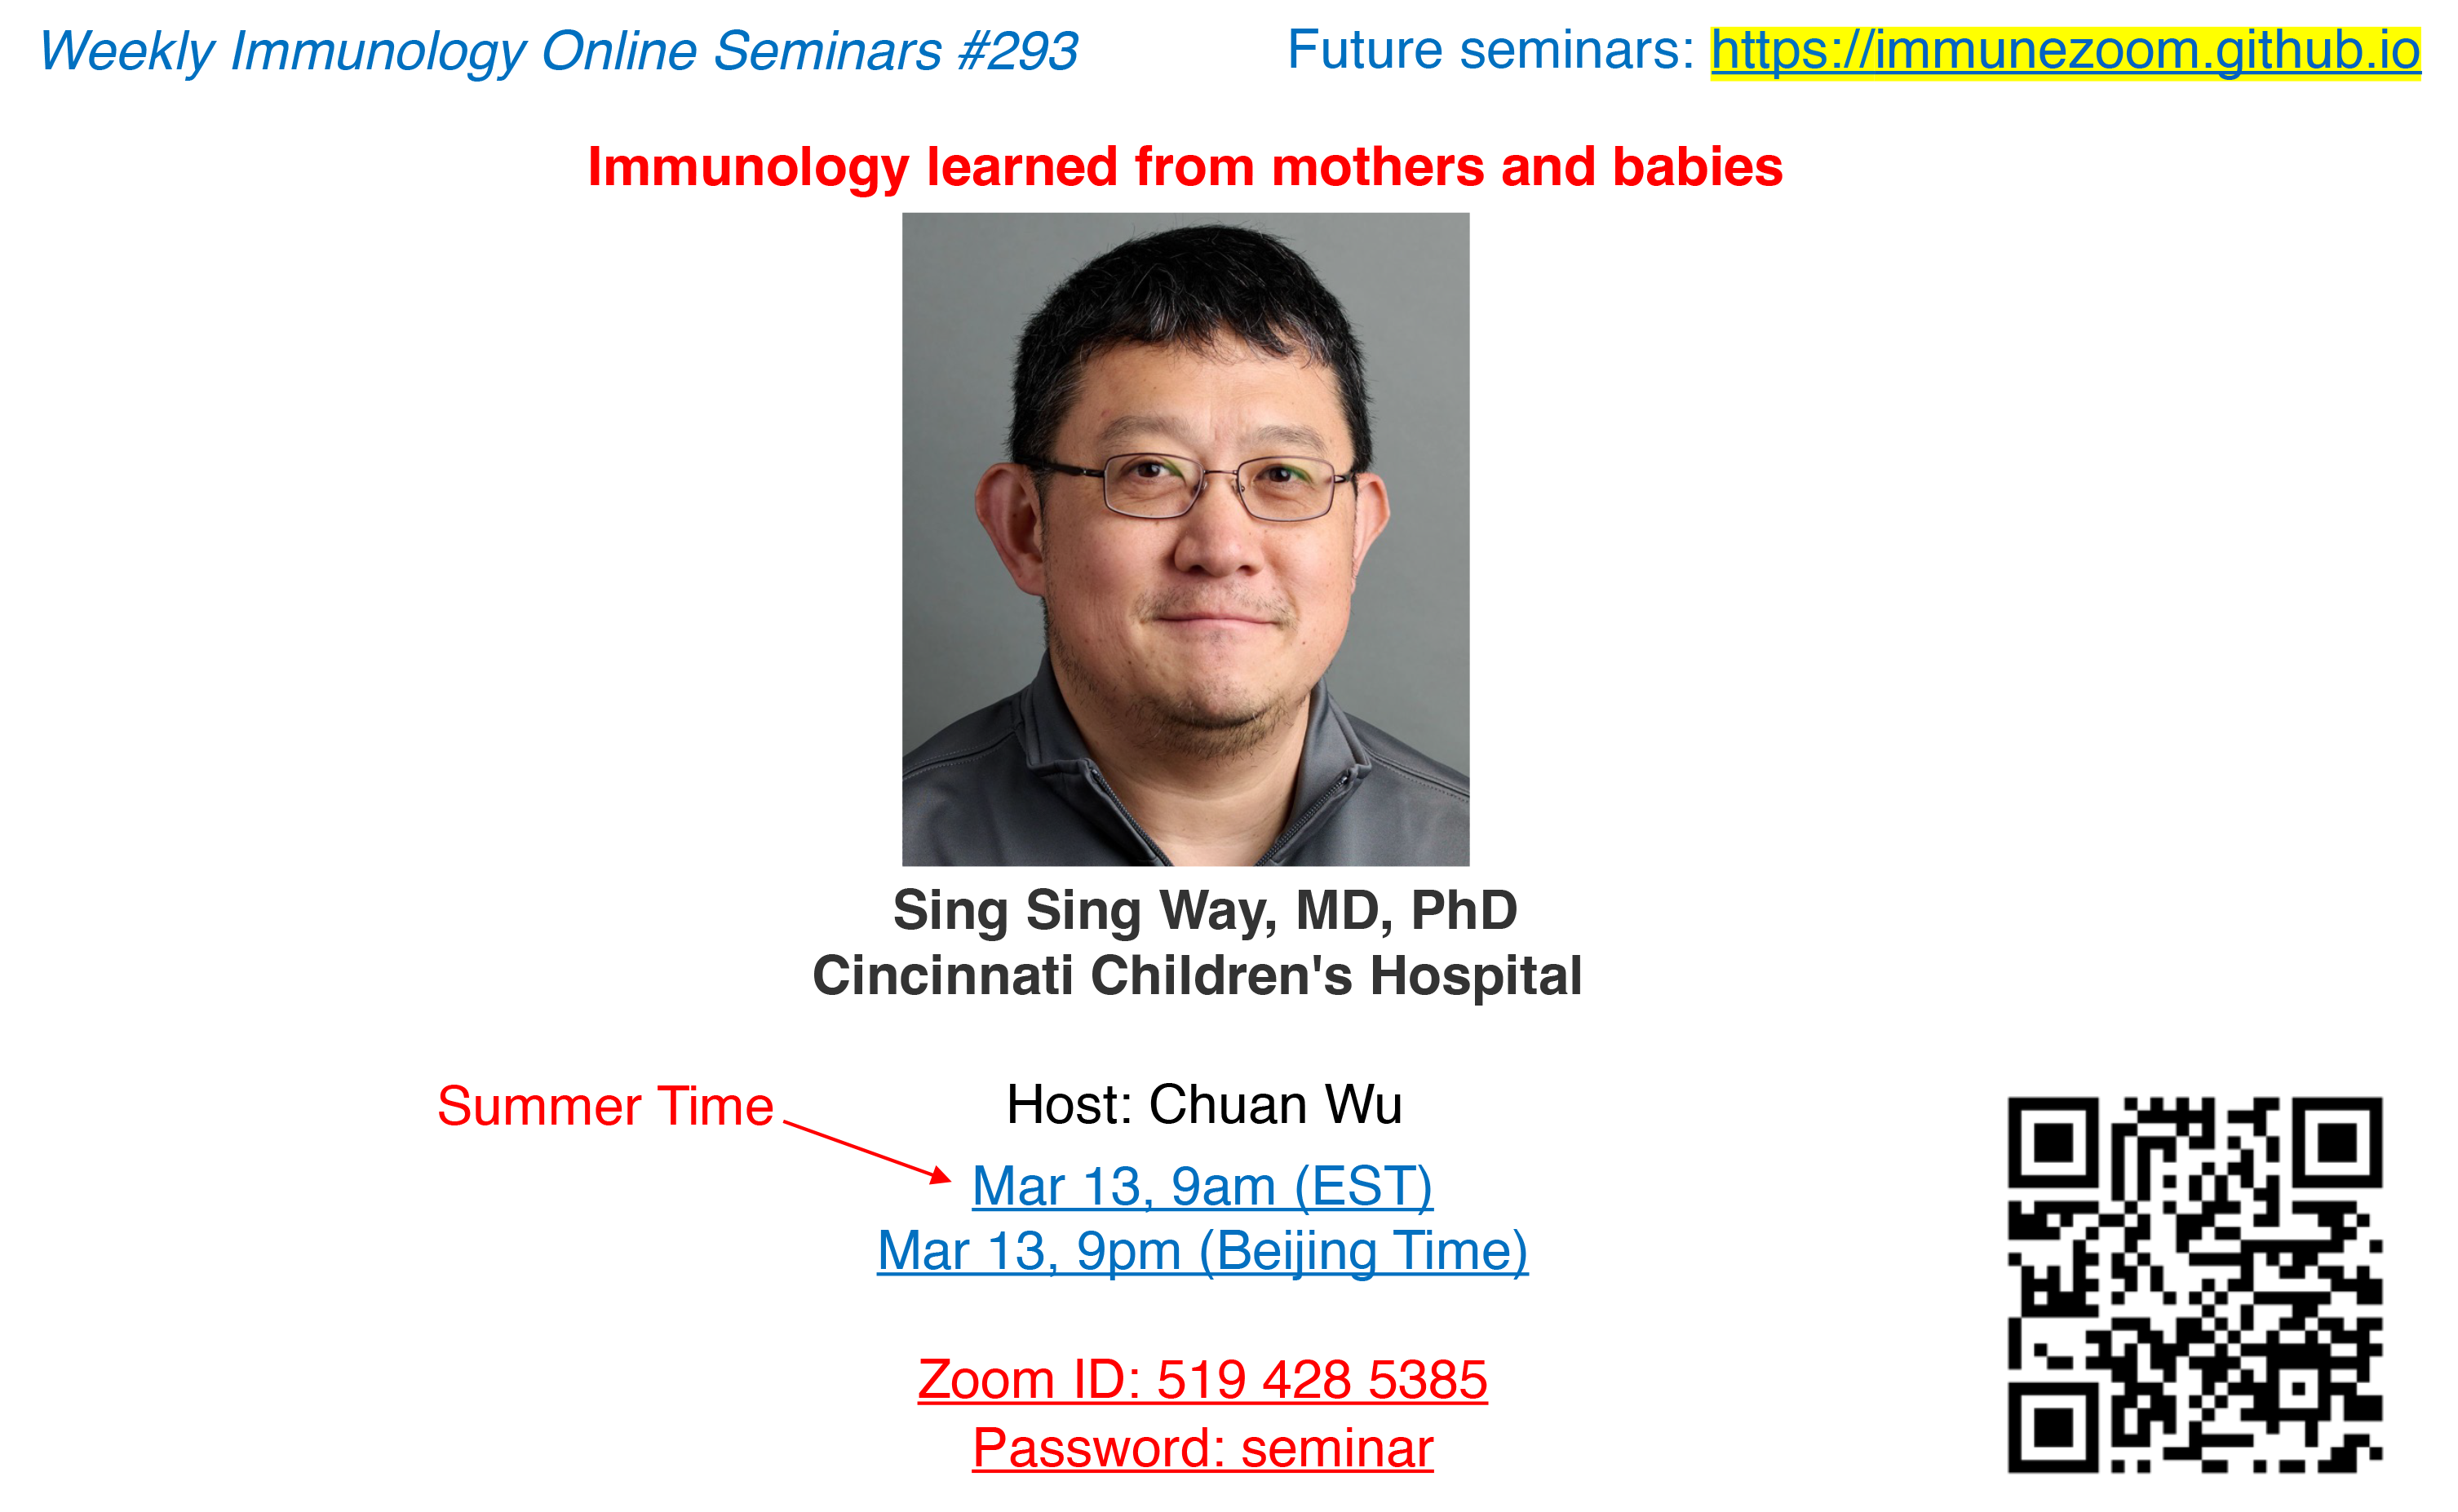 Weekly Immunology Online Seminars #293
Future seminars: https://immunezoom.github.io
Immunology learned from mothers and babies
Sing Sing Way, MD, PhD
Cincinnati Children's Hospital
Summer Time
Host: Chuan Wu
Mar 13, 9am (EST)
Mar 13, 9pm (Beijing Time)
Zoom ID: 519 428 5385
Password: seminar